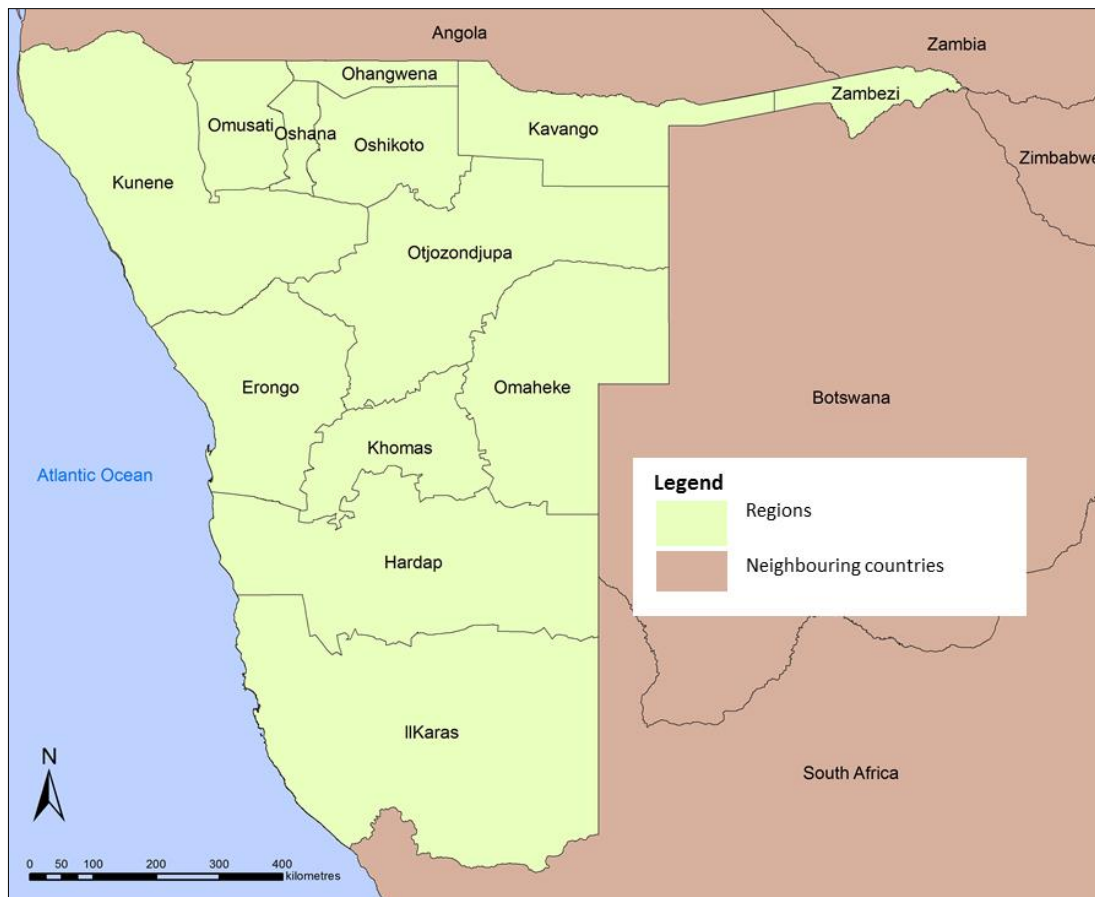 Angola
Zambia
Ohangwena
Zambezi
Omusati
Oshana
Oshikoto
Kavango
Zimbabwe
Kunene
Otjozondjupa
Erongo
Omaheke
Botswana
Khomas
Atlantic Ocean
Legend
Regions
Neighbouring countries
Hardap
IIKaras
South Africa
N
0 50 100 200 300 400
kilometres